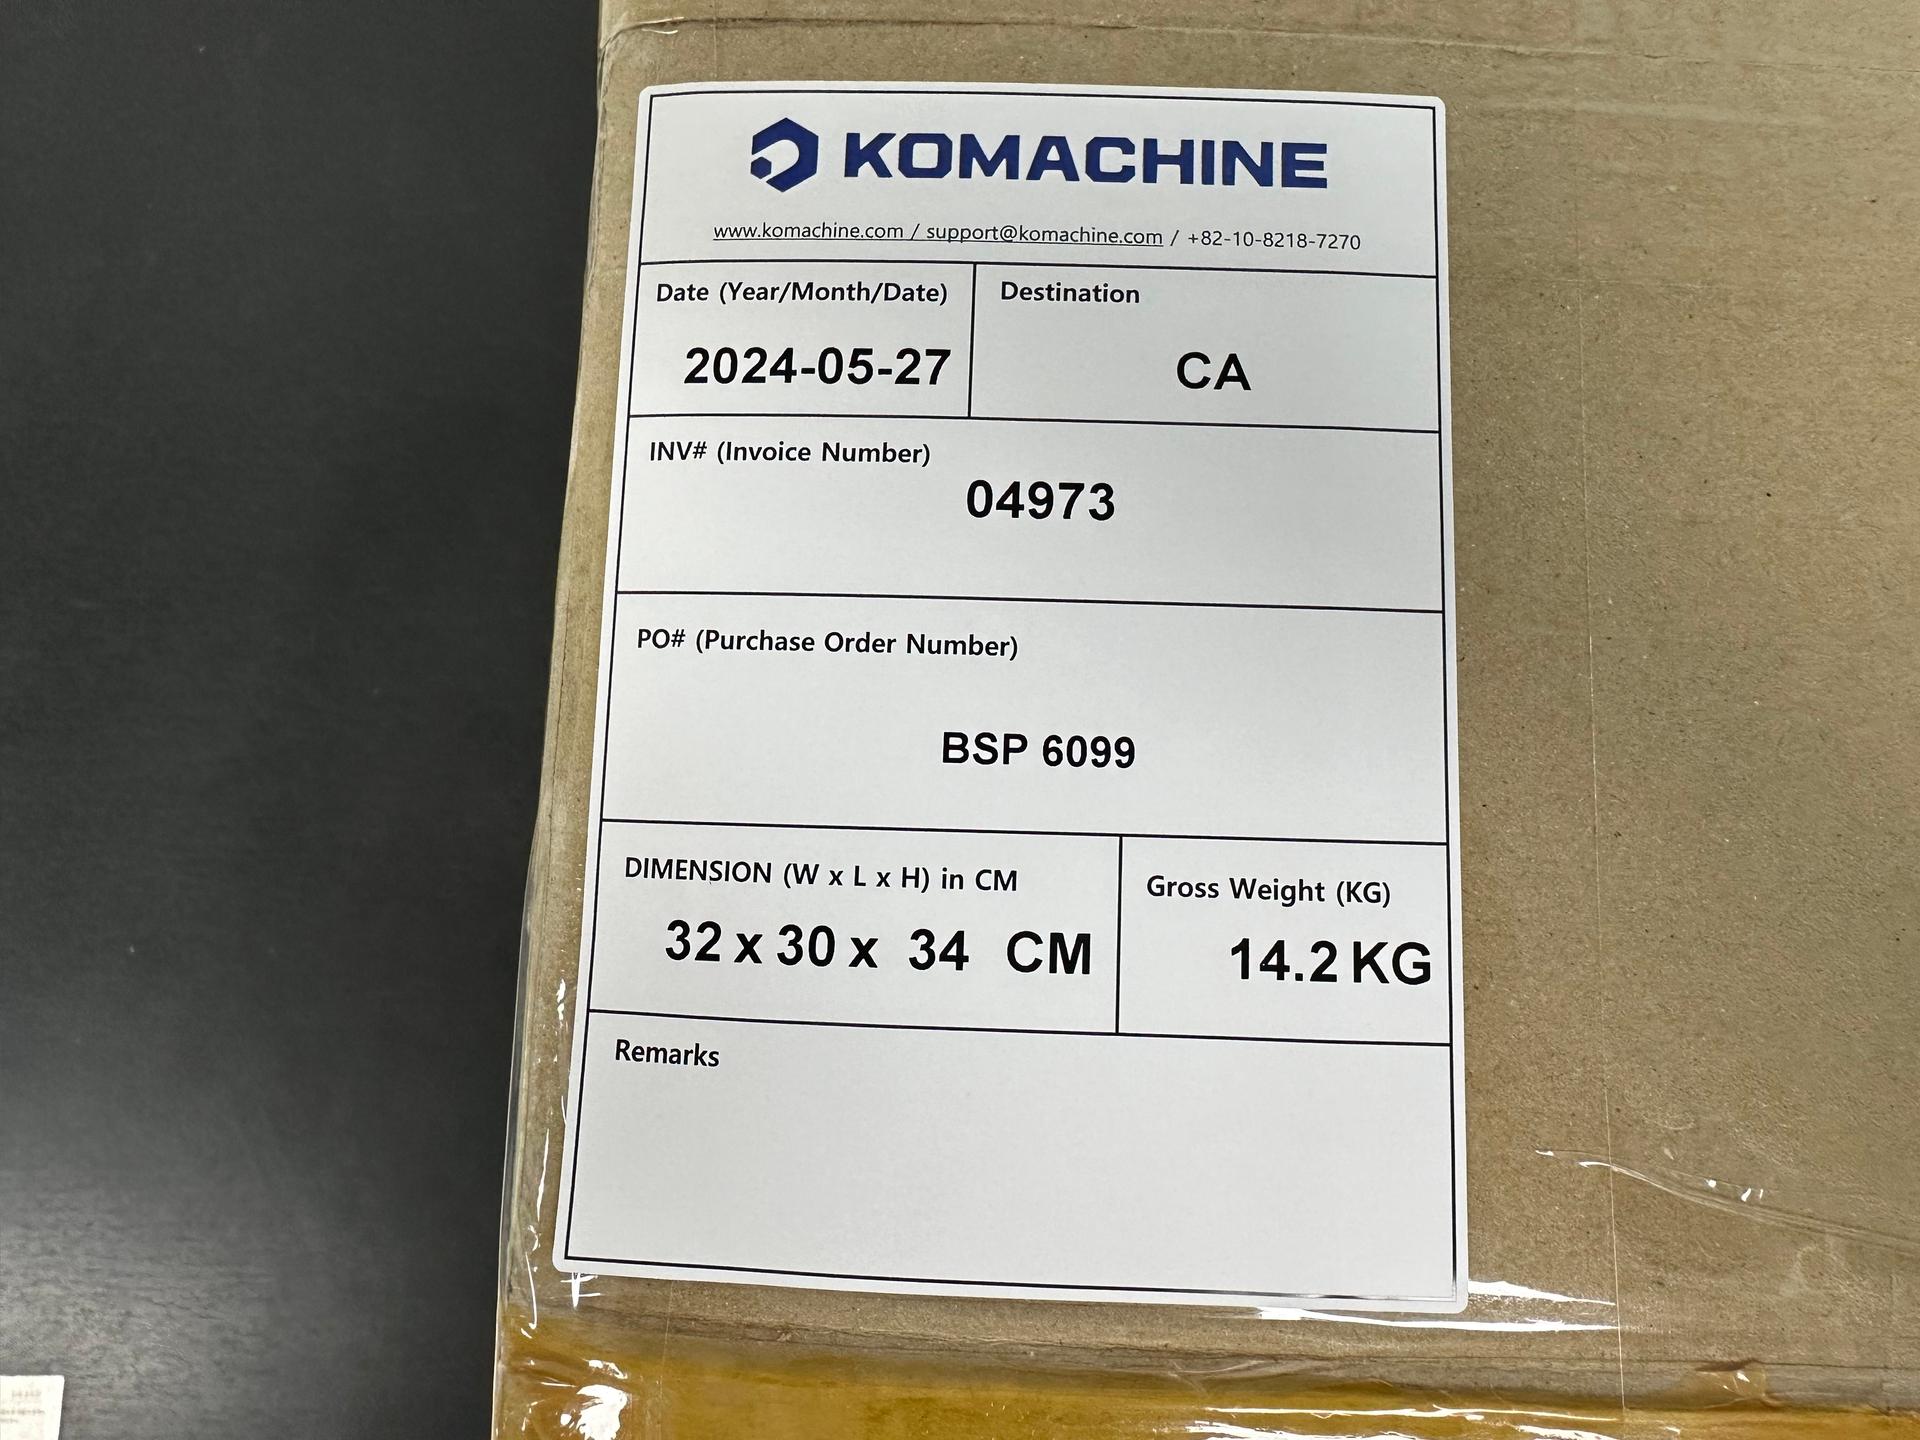 KOMACHINE
www.komachine.com / support@komachine.com / +82-10-8218-7270
Date (Year/Month/Date)
2024-05-27
Destination
CA
INV# (Invoice Number)
04973
PO# (Purchase Order Number)
BSP 6099
DIMENSION (W x L x H) in CM
32 x 30 x 34 CM
Gross Weight (KG)
14.2 KG
Remarks